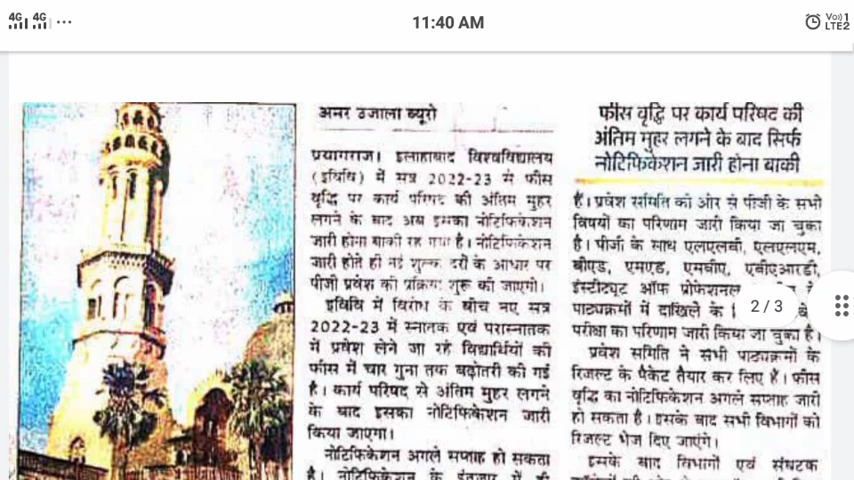 4G 4G ...
11:40 AM
Vo)) 1
LTE2
अमर उजाला ब्यूरो
प्रयागराज। इलाहाबाद विश्वविद्यालय
(इविवि) में सत्र 2022-23 से फीस
वृद्धि पर कार्य परिषद की अंतिम मुहर
लगने के बाद अब इसका नोटिफिकेशन
जारी होना बाकी रह गया है। नोटिफिकेशन
जारी होते ही नई शुल्क दरों के आधार पर
पीजी प्रवेश की प्रक्रिया शुरू की जाएगी।
इविवि में विरोध के बीच नए सत्र
2022-23 में स्नातक एवं परास्नातक
में प्रवेश लेने जा रहे विद्यार्थियों की
फीस में चार गुना तक बढ़ोतरी की गई
है। कार्य परिषद से अंतिम मुहर लगने
के बाद इसका नोटिफिकेशन जारी
किया जाएगा।
नोटिफिकेशन अगले सप्ताह हो सकता
है। नोटिफिकेशन के इंतजार में ही
फीस वृद्धि पर कार्य परिषद की
अंतिम मुहर लगने के बाद सिर्फ
नोटिफिकेशन जारी होना बाकी
हैं। प्रवेश समिति की ओर से पीजी के सभी
विषयों का परिणाम जारी किया जा चुका
है। पीजी के साथ एलएलबी, एलएलएम,
बीएड, एमएड, एमबीए, एबीएआरडी,
इंस्टीट्यूट ऑफ प्रोफेशनल
पाठ्यक्रमों में दाखिले के
परीक्षा का परिणाम जारी किया जा चुका है।
प्रवेश समिति ने सभी पाठ्यक्रमों के
रिजल्ट के पैकेट तैयार कर लिए हैं। फीस
वृद्धि का नोटिफिकेशन अगले सप्ताह जारी
हो सकता है। इसके बाद सभी विभागों को
रिजल्ट भेज दिए जाएंगे।
इसके बाद विभागों एवं संघटक
2 / 3